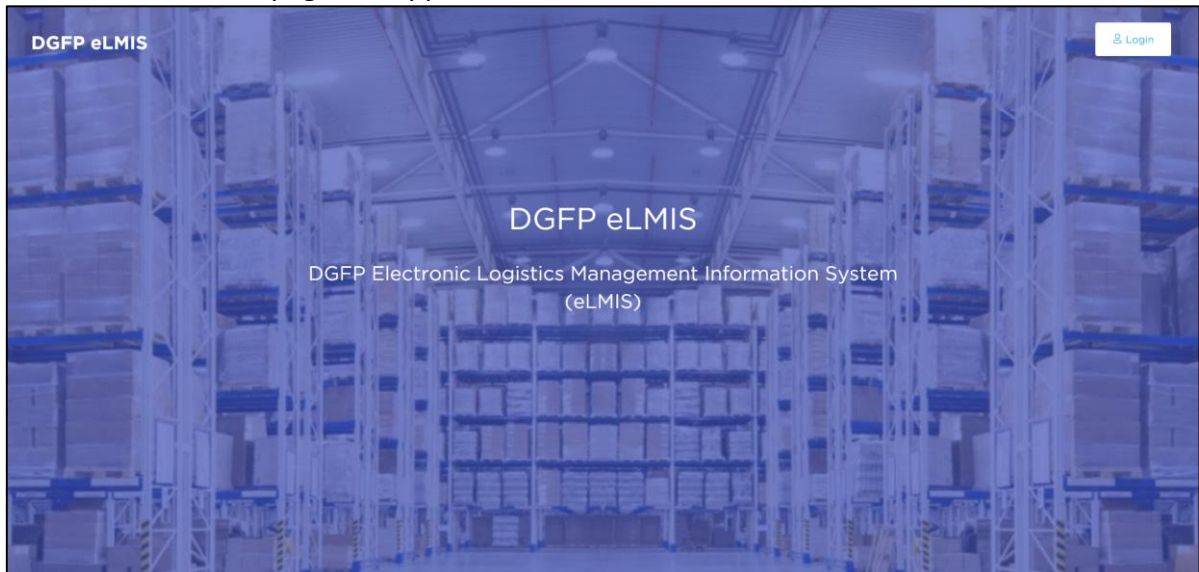 DGFP eLMIS
Login
DGFP eLMIS
DGFP Electronic Logistics Management Information System
(eLMIS)